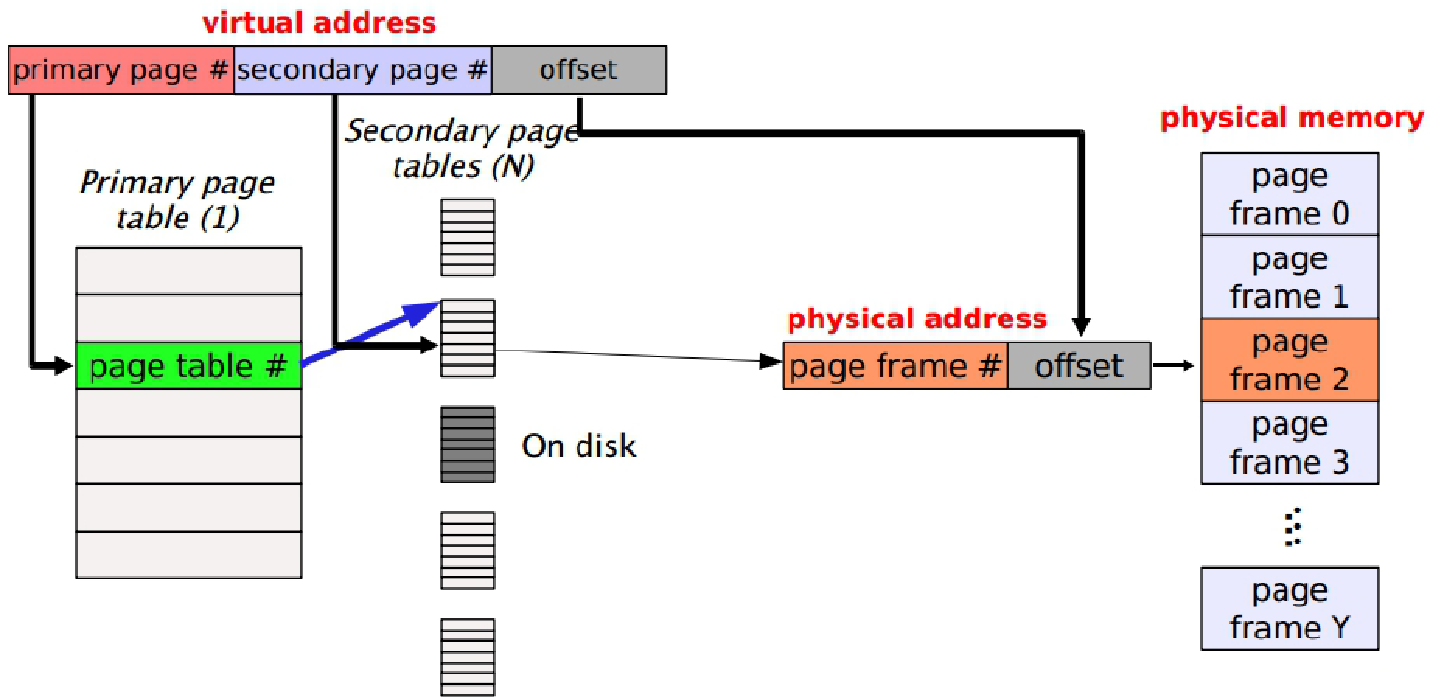 virtual address
primary page #
secondary page #
offset
Secondary page
tables (N)
Primary page
table (1)
page table #
On disk
physical address
page frame #
offset
physical memory
page
frame 0
page
frame 1
page
frame 2
page
frame 3
...
page
frame Y